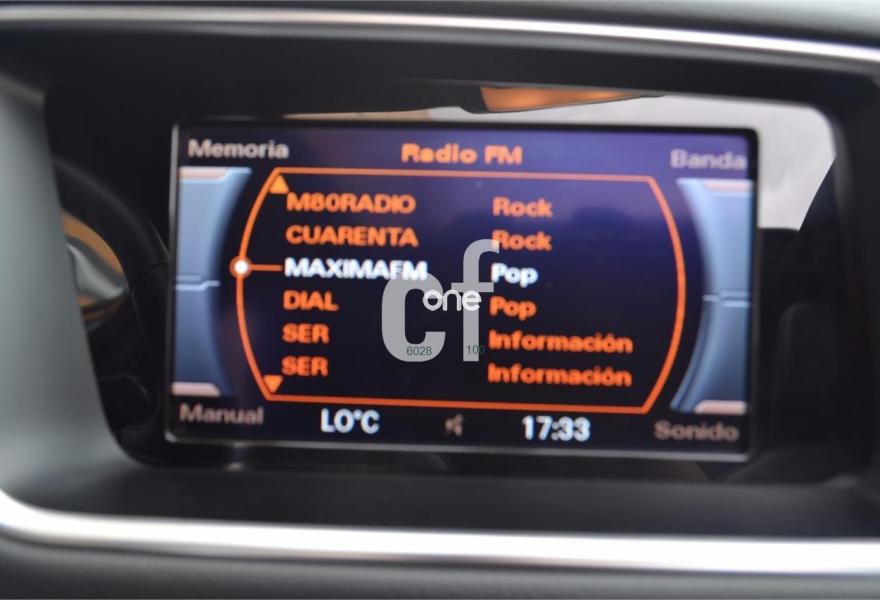 Memoria Radio FM Banda
M80RADIO Rock
CUARENTA Rock
MAXIMAFM Pop
DIAL Pop
SER Información
SER Información
Manual LO°C 17:33 Sonido
cf one
6028 100